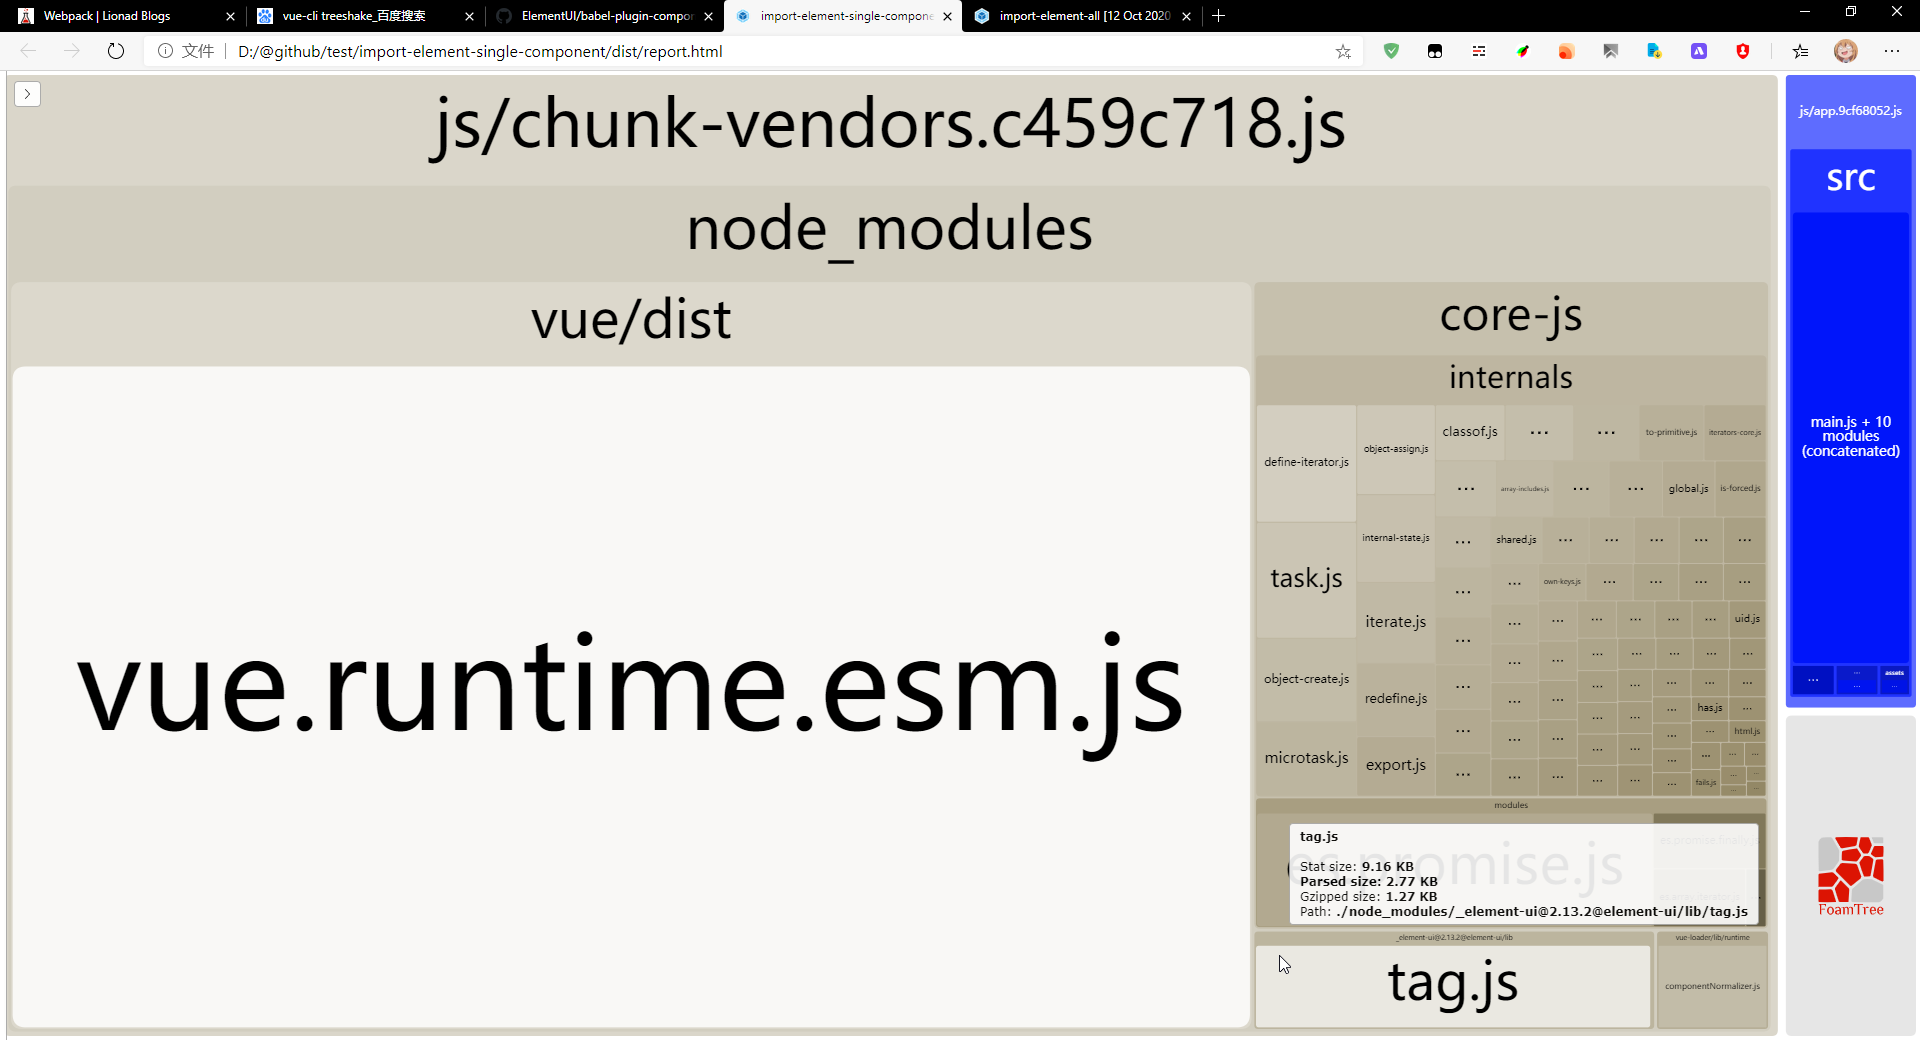 Webpack | Lionad Blogs
vue-cli treeshake_百度搜索
ElementUI/babel-plugin-compo
import-element-single-compone
import-element-all [12 Oct 2020
文件
D:/@github/test/import-element-single-component/dist/report.html
js/chunk-vendors.c459c718.js
node_modules
vue/dist
vue.runtime.esm.js
core-js
internals
define-iterator.js
object-assign.js
classof.js
...
...
to-primitive.js
iterators-core.js
...
array-includes.js
...
...
global.js
is-forced.js
task.js
internal-state.js
...
shared.js
...
own-keys.js
iterate.js
uid.js
object-create.js
redefine.js
has.js
html.js
microtask.js
export.js
fails.js
modules
es.promise.js
es.promise.finally.js
tag.js
Stat size: 9.16 KB
Parsed size: 2.77 KB
Gzipped size: 1.27 KB
Path: ./node_modules/_element-ui@2.13.2@element-ui/lib/tag.js
_element-ui@2.13.2@element-ui/lib
tag.js
vue-loader/lib/runtime
componentNormalizer.js
js/app.9cf68052.js
src
main.js + 10
modules
(concatenated)
...
...
assets
FoamTree